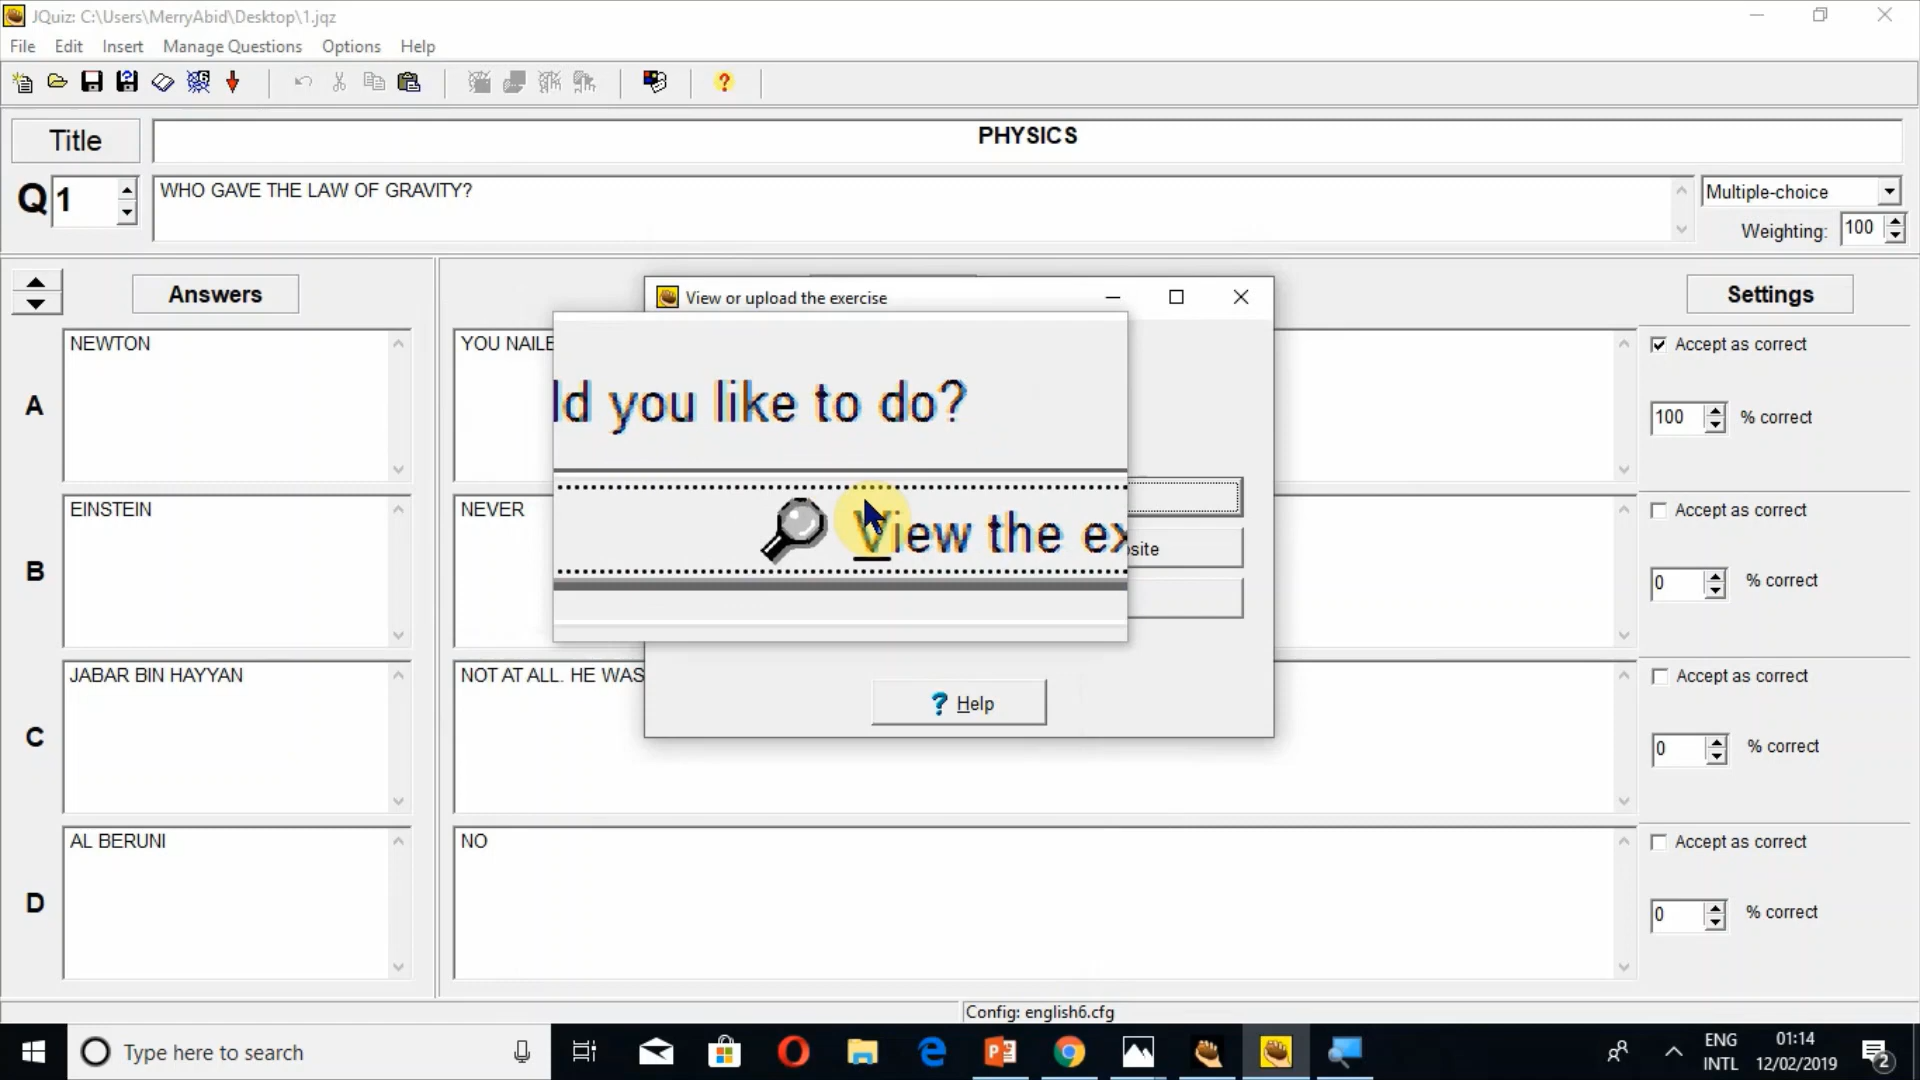 JQuiz: C:\Users\MerryAbid\Desktop\1.jqz
File Edit Insert Manage Questions Options Help
Title
PHYSICS
Q 1
WHO GAVE THE LAW OF GRAVITY?
Multiple-choice
Weighting: 100
Answers
View or upload the exercise
Settings
A
NEWTON
YOU NAILE
Accept as correct
100 % correct
ld you like to do?
View the ex
B
EINSTEIN
NEVER
site
Accept as correct
0 % correct
C
JABAR BIN HAYYAN
NOT AT ALL. HE WAS
Help
Accept as correct
0 % correct
D
AL BERUNI
NO
Accept as correct
0 % correct
Config: english6.cfg
Type here to search
ENG
INTL
01:14
12/02/2019
2